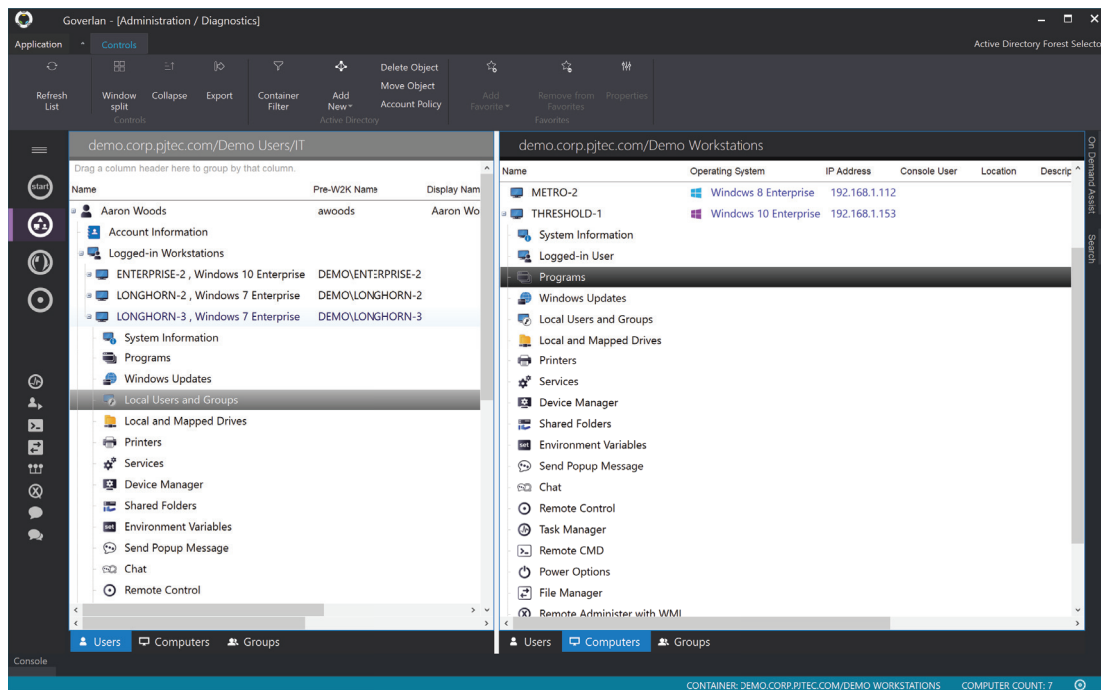 Goverlan - [Administration / Diagnostics]
Application
Controls
Active Directory Forest Selecto
Refresh List
Window split
Collapse
Export
Controls
Container Filter
Add New
Delete Object
Move Object
Account Policy
Active Directory
Add Favorite
Remove from Favorites
Properties
Favorites
start
demo.corp.pjtec.com/Demo Users/IT
Drag a column header here to group by that column.
Name Pre-W2K Name Display Nam
Aaron Woods awoods Aaron Wo
Account Information
Logged-in Workstations
ENTERPRISE-2 , Windows 10 Enterprise DEMO\ENTERPRISE-2
LONGHORN-2 , Windows 7 Enterprise DEMO\LONGHORN-2
LONGHORN-3 , Windows 7 Enterprise DEMO\LONGHORN-3
System Information
Programs
Windows Updates
Local Users and Groups
Local and Mapped Drives
Printers
Services
Device Manager
Shared Folders
set Environment Variables
Send Popup Message
Chat
Remote Control
Users Computers Groups
demo.corp.pjtec.com/Demo Workstations
Name Operating System IP Address Console User Location Descrip
METRO-2 Windows 8 Enterprise 192.168.1.112
THRESHOLD-1 Windows 10 Enterprise 192.168.1.153
System Information
Logged-in User
Programs
Windows Updates
Local Users and Groups
Local and Mapped Drives
Printers
Services
Device Manager
Shared Folders
set Environment Variables
Send Popup Message
Chat
Remote Control
Task Manager
Remote CMD
Power Options
File Manager
Remote Administer with WMI
Users Computers Groups
On Demand Assist
Search
Console
CONTAINER: DEMO.CORP.PJTEC.COM/DEMO WORKSTATIONS COMPUTER COUNT: 7